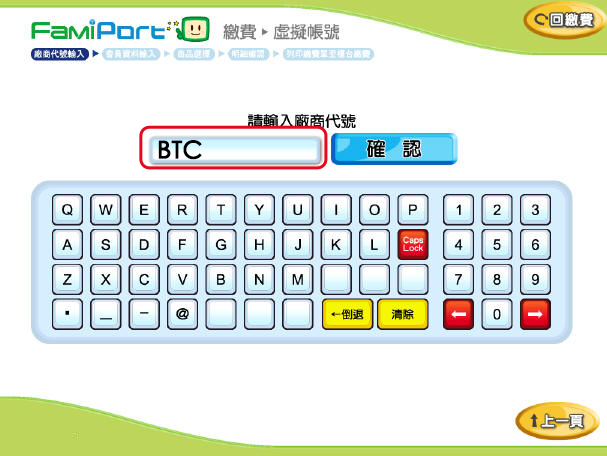 FamiPort 繳費 ▸ 虛擬帳號 回繳費
廠商代號輸入 ▸ 會員資料輸入 ▸ 商品選擇 ▸ 明細確認 ▸ 列印繳費單至櫃台繳費
請輸入廠商代號
BTC 確 認
Q W E R T Y U I O P 1 2 3
A S D F G H J K L Caps Lock 4 5 6
Z X C V B N M 7 8 9
. _ - @ ←倒退 清除 ← 0 →
⬆上一頁